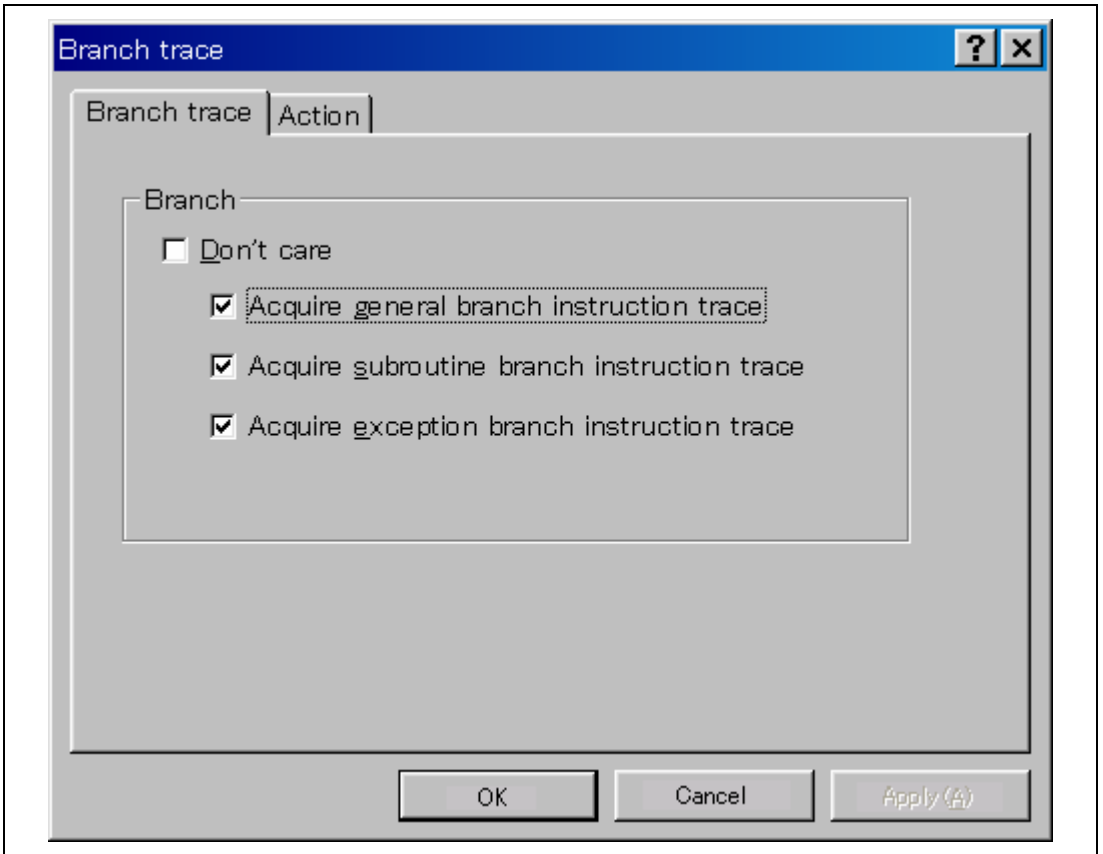 Branch trace
Branch trace Action
Branch
Don't care
Acquire general branch instruction trace
Acquire subroutine branch instruction trace
Acquire exception branch instruction trace
OK Cancel Apply (A)